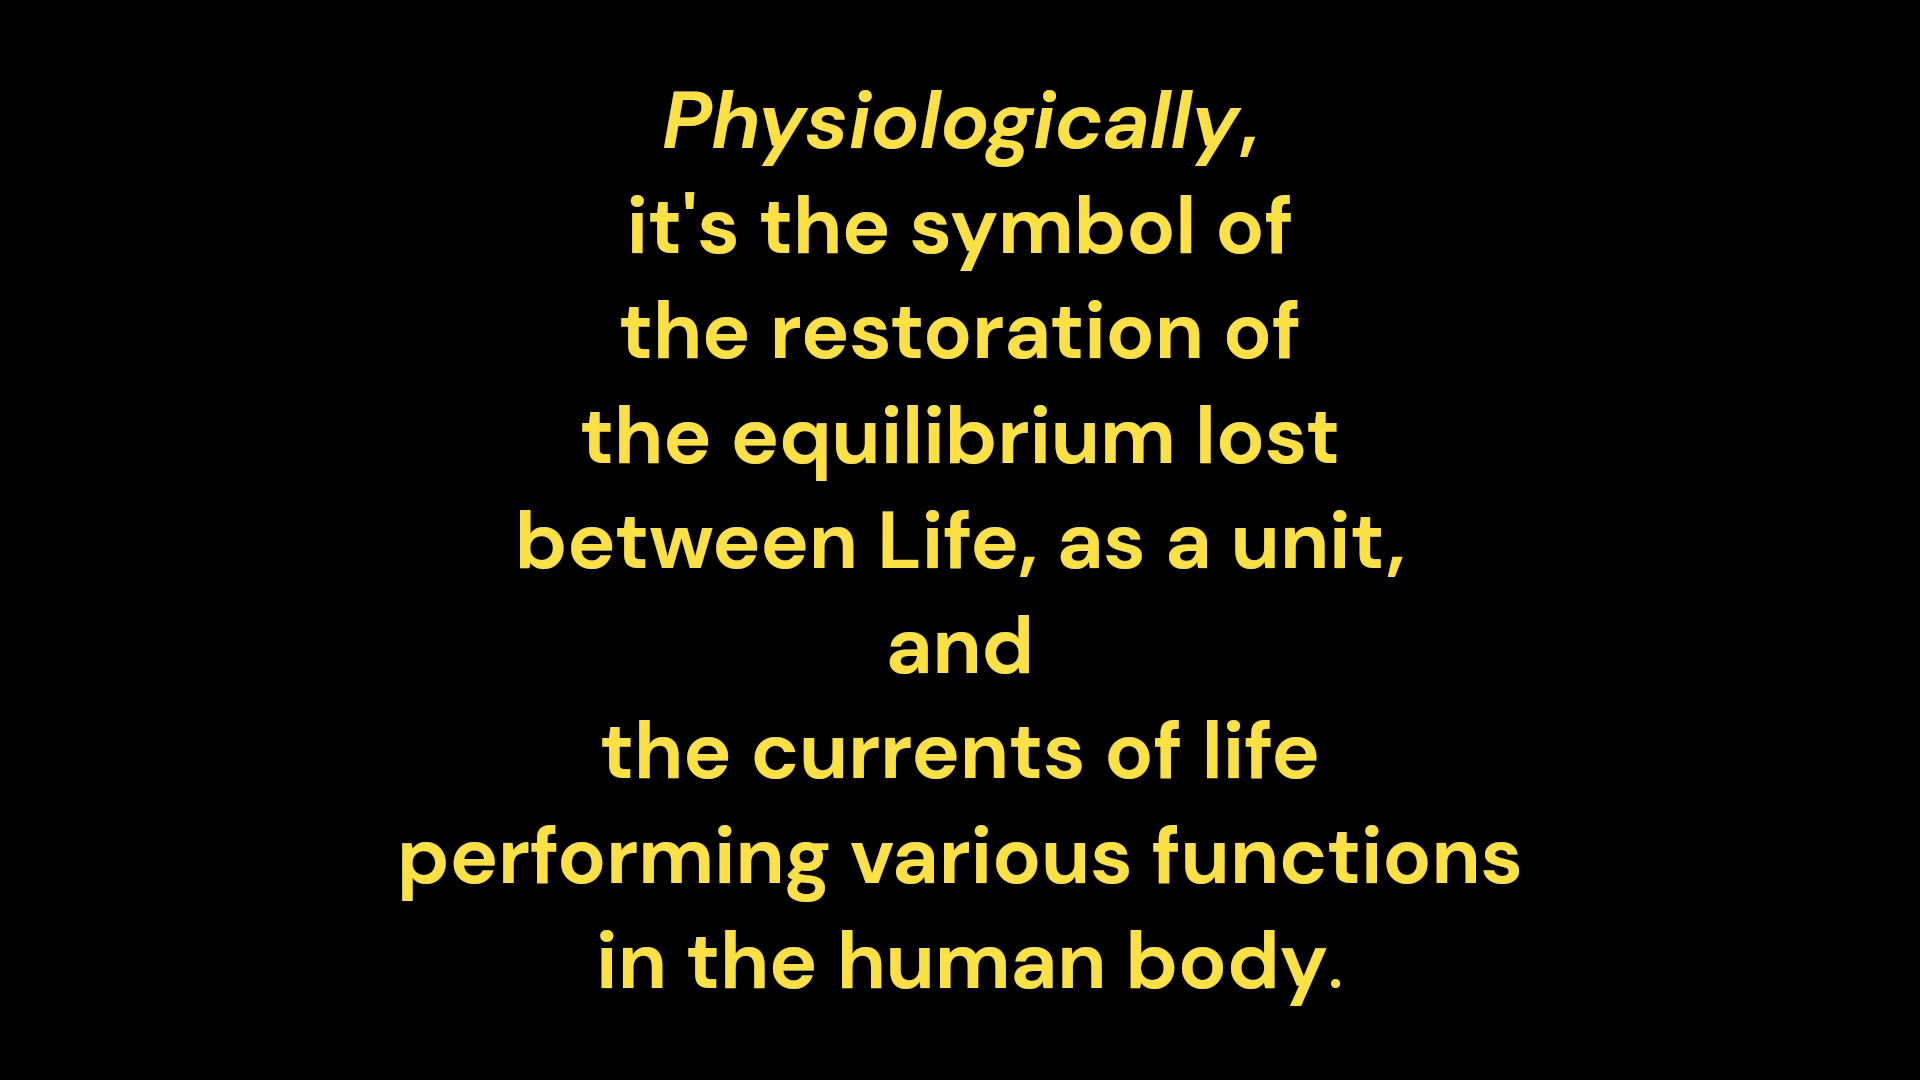 Physiologically,
it's the symbol of
the restoration of
the equilibrium lost
between Life, as a unit,
and
the currents of life
performing various functions
in the human body.